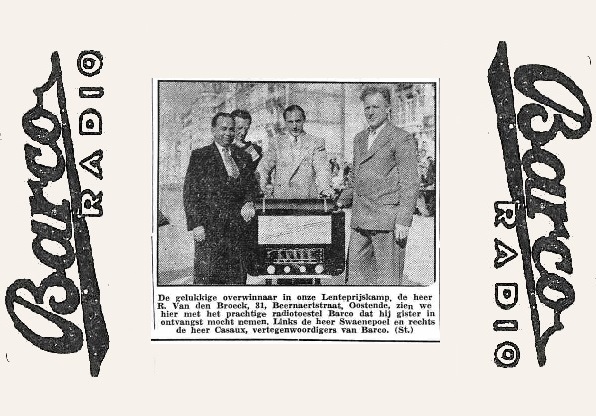 Barco
RADIO
De gelukkige overwinnaar in onze Lenteprijskamp, de heer
R. Van den Broeck, 31, Beernaertstraat, Oostende, zien we
hier met het prachtige radiotoestel Barco dat hij gister in
ontvangst mocht nemen. Links de heer Swaenepoel en rechts
de heer Casaux, vertegenwoordigers van Barco. (St.)
Barco
RADIO